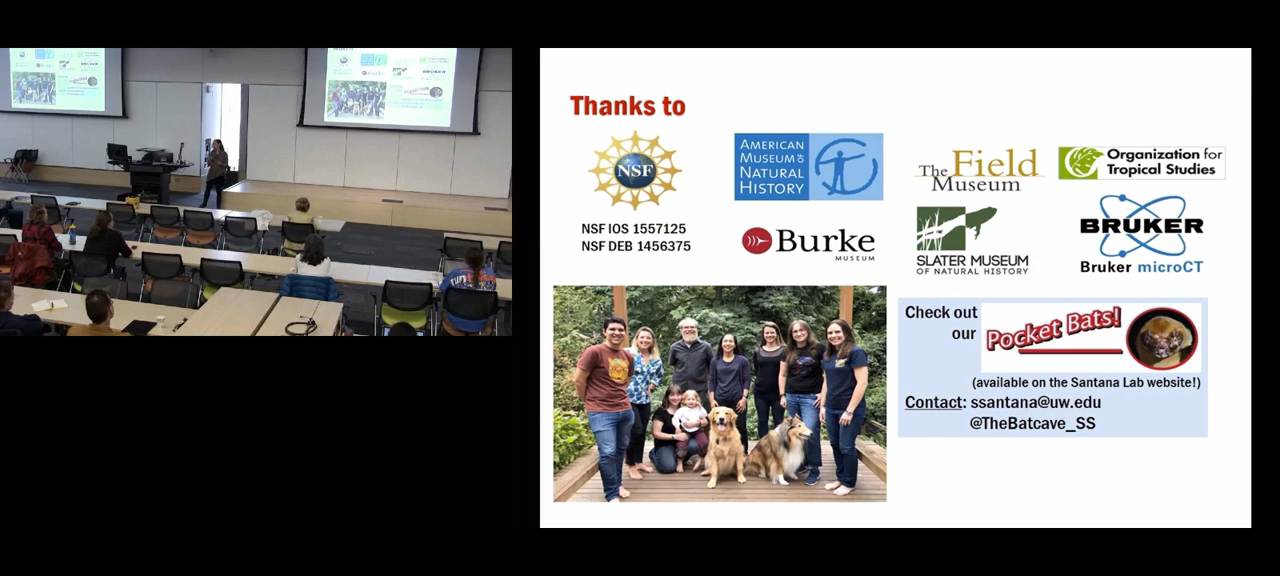 Thanks to
NSF
NSF IOS 1557125
NSF DEB 1456375
AMERICAN
MUSEUM OF
NATURAL
HISTORY
Burke
MUSEUM
The Field
Museum
SLATER MUSEUM
OF NATURAL HISTORY
Organization for
Tropical Studies
BRUKER
Bruker microCT
Check out
our
Pocket Bats!
(available on the Santana Lab website!)
Contact: ssantana@uw.edu
@TheBatcave_SS